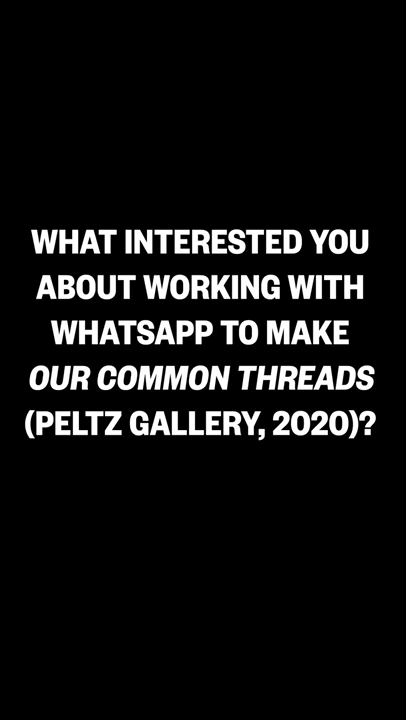 WHAT INTERESTED YOU
ABOUT WORKING WITH
WHATSAPP TO MAKE
OUR COMMON THREADS
(PELTZ GALLERY, 2020)?